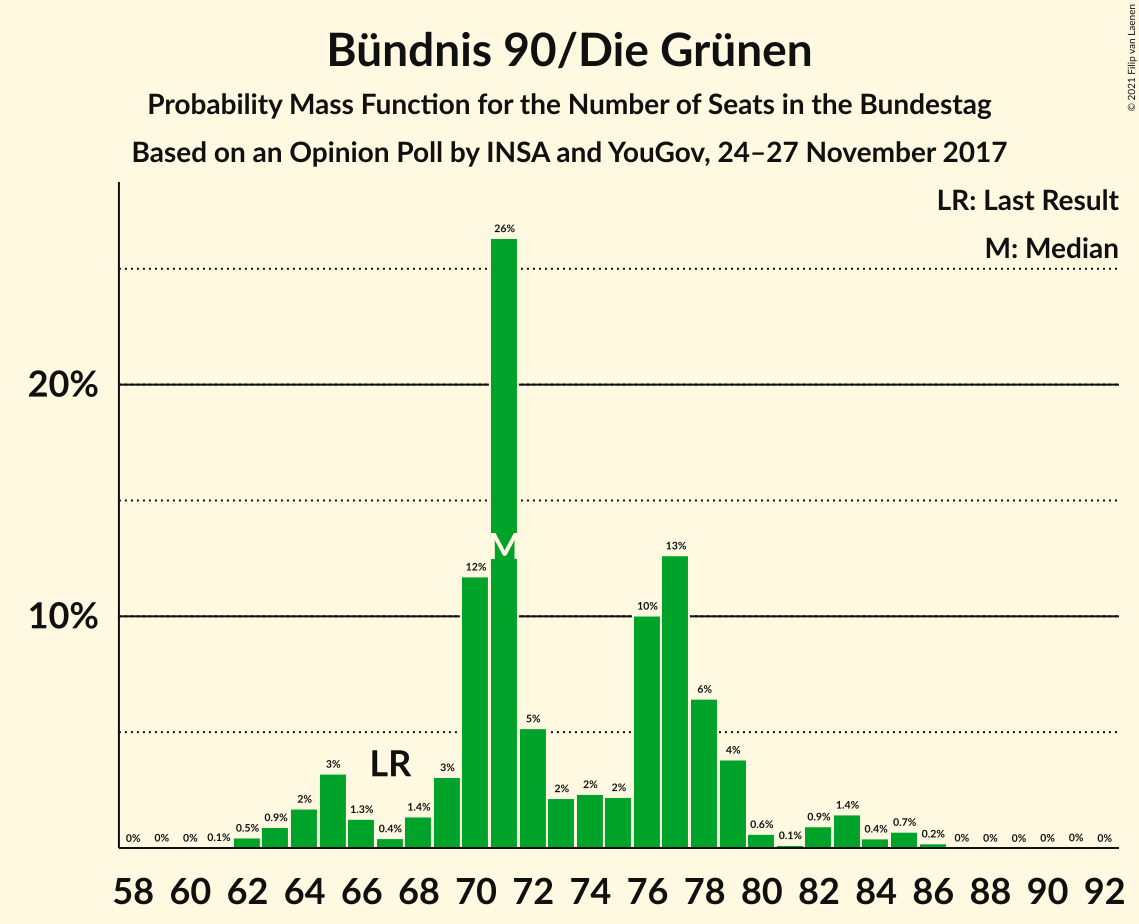 Bündnis 90/Die Grünen
Probability Mass Function for the Number of Seats in the Bundestag
Based on an Opinion Poll by INSA and YouGov, 24–27 November 2017
© 2021 Filip van Laenen
LR: Last Result
M: Median
20%
10%
0% 0% 0% 0.1% 0.5% 0.9% 2% 3% 1.3% 0.4% 1.4% 3% 12% 26% 5% 2% 2% 2% 10% 13% 6% 4% 0.6% 0.1% 0.9% 1.4% 0.4% 0.7% 0.2% 0% 0% 0% 0% 0% 0%
LR
M
58 60 62 64 66 68 70 72 74 76 78 80 82 84 86 88 90 92